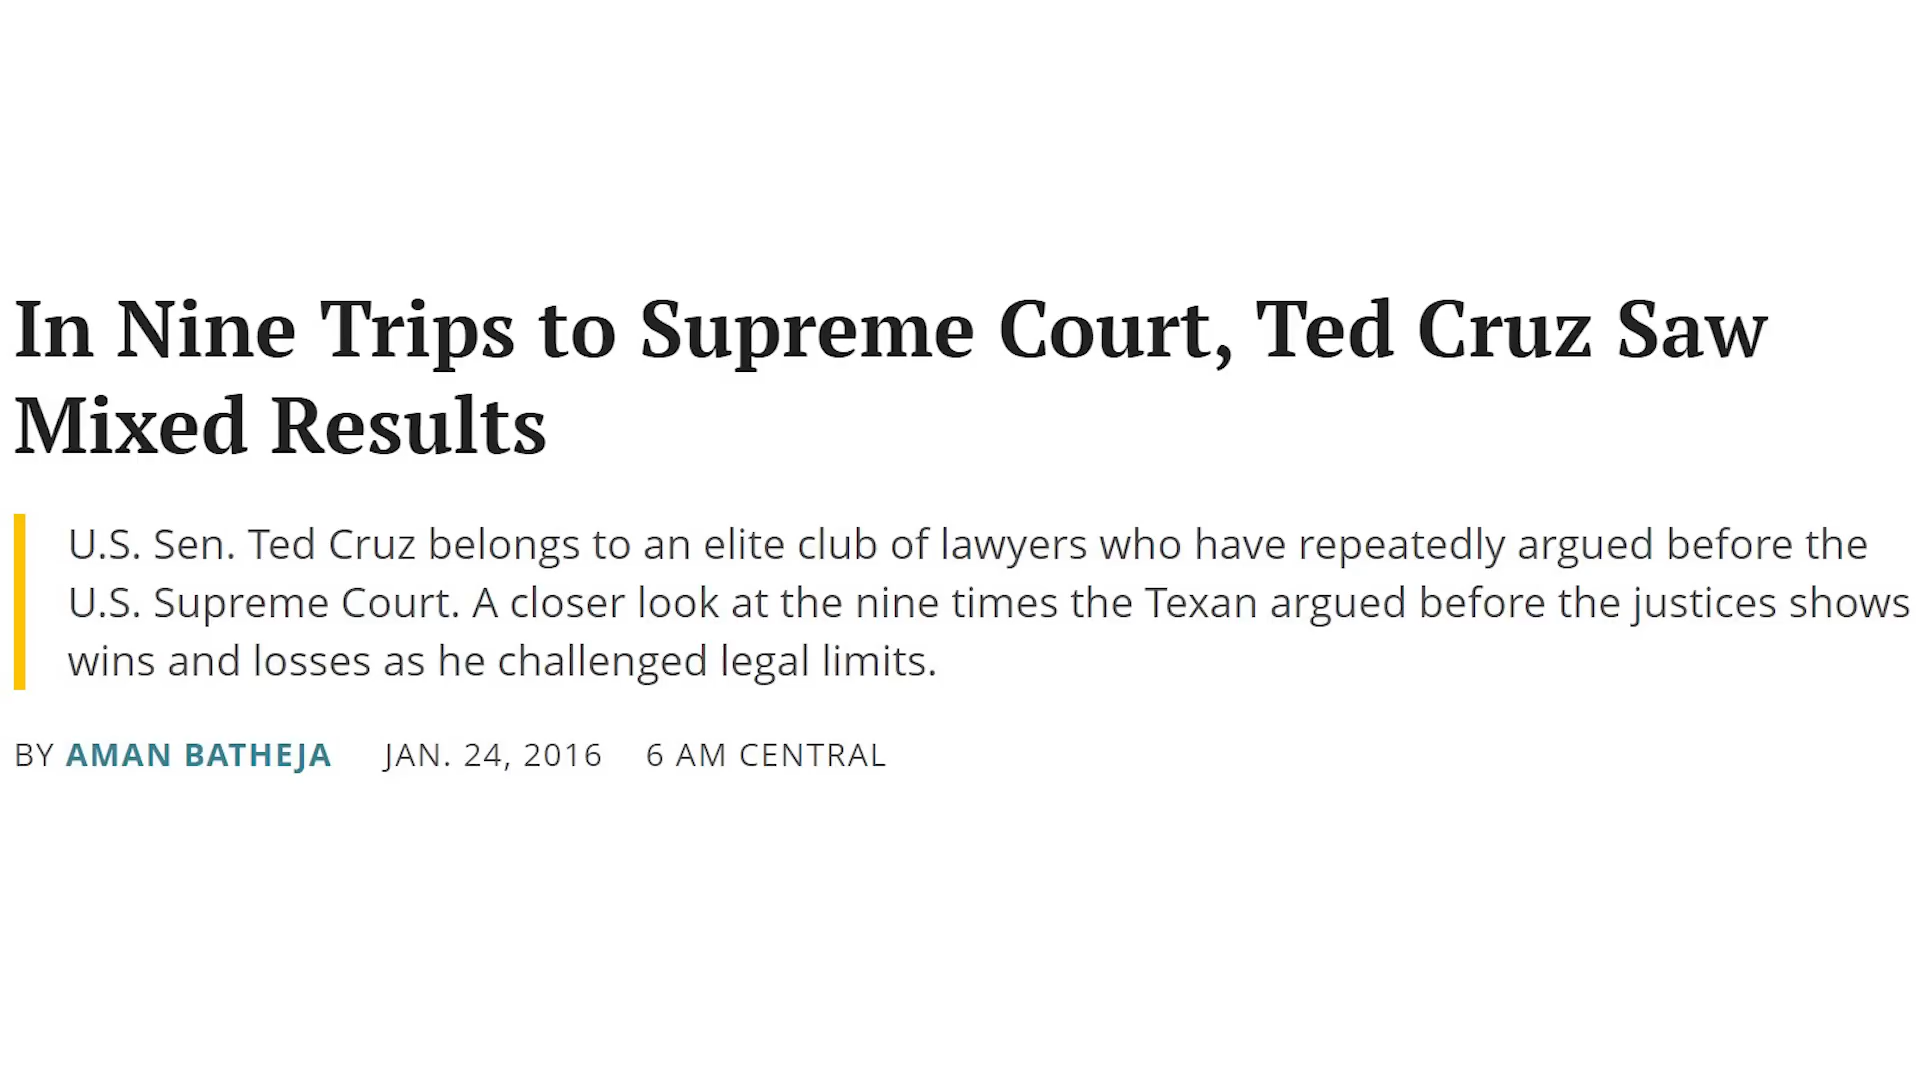 In Nine Trips to Supreme Court, Ted Cruz Saw
Mixed Results
U.S. Sen. Ted Cruz belongs to an elite club of lawyers who have repeatedly argued before the
U.S. Supreme Court. A closer look at the nine times the Texan argued before the justices shows
wins and losses as he challenged legal limits.
BY AMAN BATHEJA JAN. 24, 2016 6 AM CENTRAL